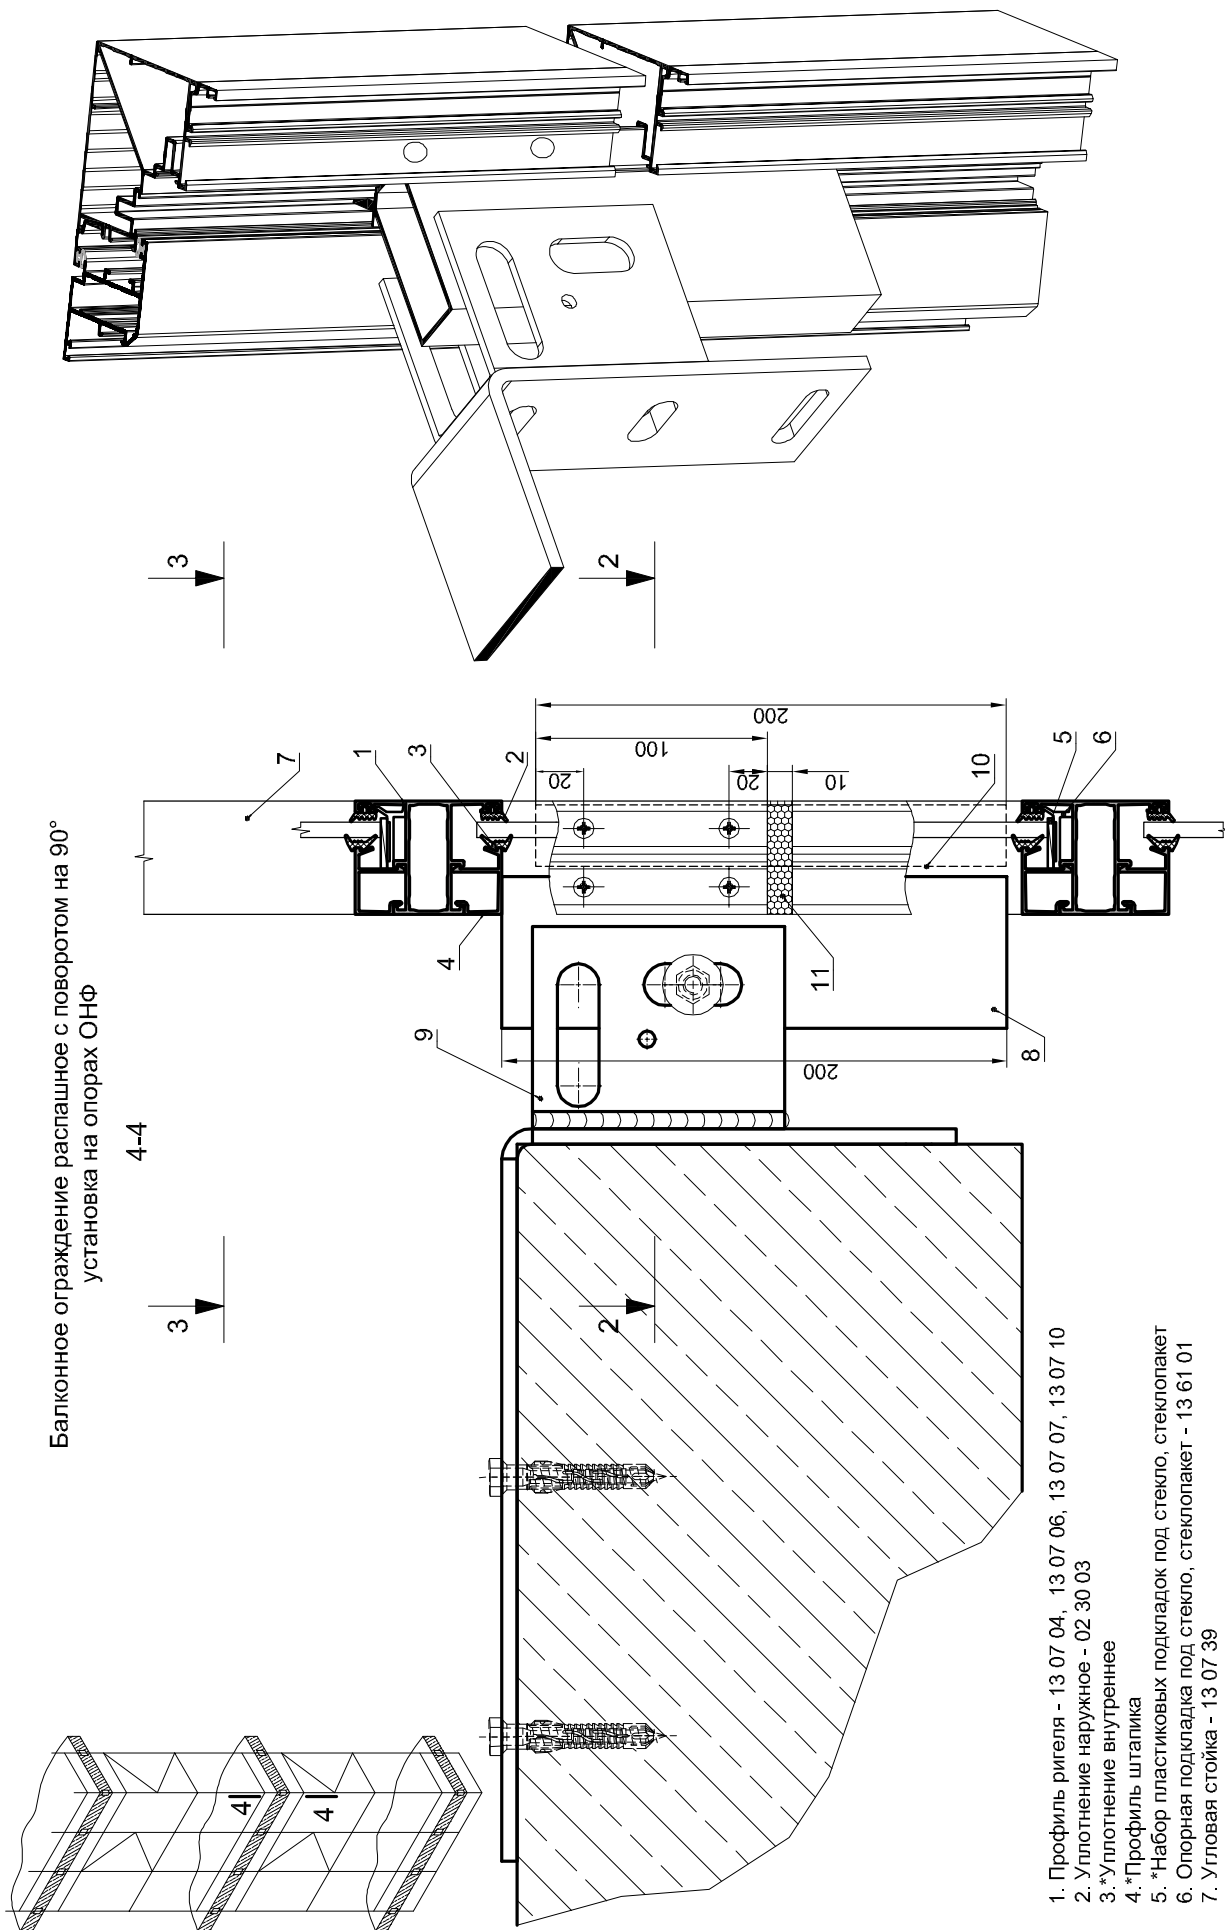 Балконное ограждение распашное с поворотом на 90°
установка на опорах ОНФ
4-4
3
3
2
2
4
4
7
1
3
2
4
9
200
100
20
20
10
10
5
6
11
8
200
1. Профиль ригеля - 13 07 04, 13 07 06, 13 07 07, 13 07 10
2. Уплотнение наружное - 02 30 03
3. *Уплотнение внутреннее
4. *Профиль штапика
5. *Набор пластиковых подкладок под стекло, стеклопакет
6. Опорная подкладка под стекло, стеклопакет - 13 61 01
7. Угловая стойка - 13 07 39